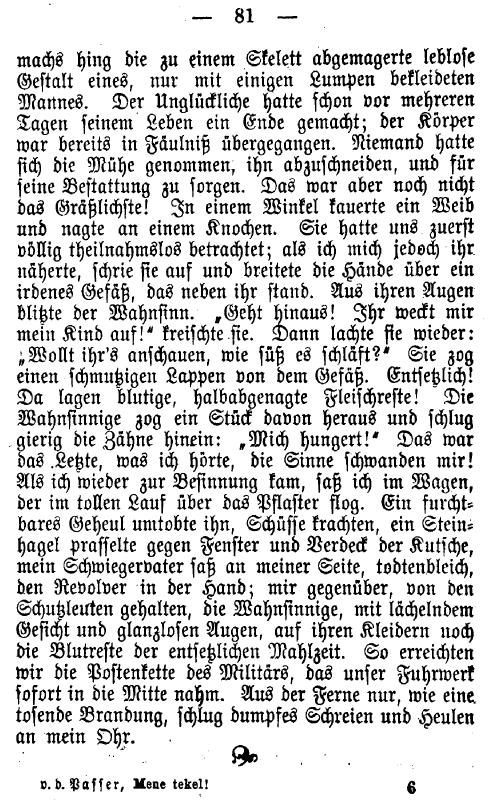 — 81 —
machs hing die zu einem Skelett abgemagerte leblose
Gestalt eines, nur mit einigen Lumpen bekleideten
Mannes. Der Unglückliche hatte schon vor mehreren
Tagen seinem Leben ein Ende gemacht; der Körper
war bereits in Fäulniß übergegangen. Niemand hatte
sich die Mühe genommen, ihn abzuschneiden, und für
seine Bestattung zu sorgen. Das war aber noch nicht
das Gräßlichste! In einem Winkel kauerte ein Weib
und nagte an einem Knochen. Sie hatte uns zuerst
völlig theilnahmslos betrachtet; als ich mich jedoch ihr
näherte, schrie sie auf und breitete die Hände über ein
irdenes Gefäß, das neben ihr stand. Aus ihren Augen
blitzte der Wahnsinn. „Geht hinaus! Ihr weckt mir
mein Kind auf!“ kreischte sie. Dann lachte sie wieder:
„Wollt ihr's anschauen, wie süß es schläft?“ Sie zog
einen schmutzigen Lappen von dem Gefäß. Entsetzlich!
Da lagen blutige, halbabgenagte Fleischreste! Die
Wahnsinnige zog ein Stück davon heraus und schlug
gierig die Zähne hinein: „Mich hungert!“ Das war
das Letzte, was ich hörte, die Sinne schwanden mir!
Als ich wieder zur Besinnung kam, saß ich im Wagen,
der im tollen Lauf über das Pflaster flog. Ein furcht-
bares Geheul umtobte ihn, Schüsse krachten, ein Stein-
hagel prasselte gegen Fenster und Verdeck der Kutsche,
mein Schwiegervater saß an meiner Seite, todtenbleich,
den Revolver in der Hand; mir gegenüber, von den
Schutzleuten gehalten, die Wahnsinnige, mit lächelndem
Gesicht und glanzlosen Augen, auf ihren Kleidern noch
die Blutreste der entsetzlichen Mahlzeit. So erreichten
wir die Postenkette des Militärs, das unser Fuhrwerk
sofort in die Mitte nahm. Aus der Ferne nur, wie eine
tosende Brandung, schlug dumpfes Schreien und Heulen
an mein Ohr.
v. d. Passer, Mene tekel! 6